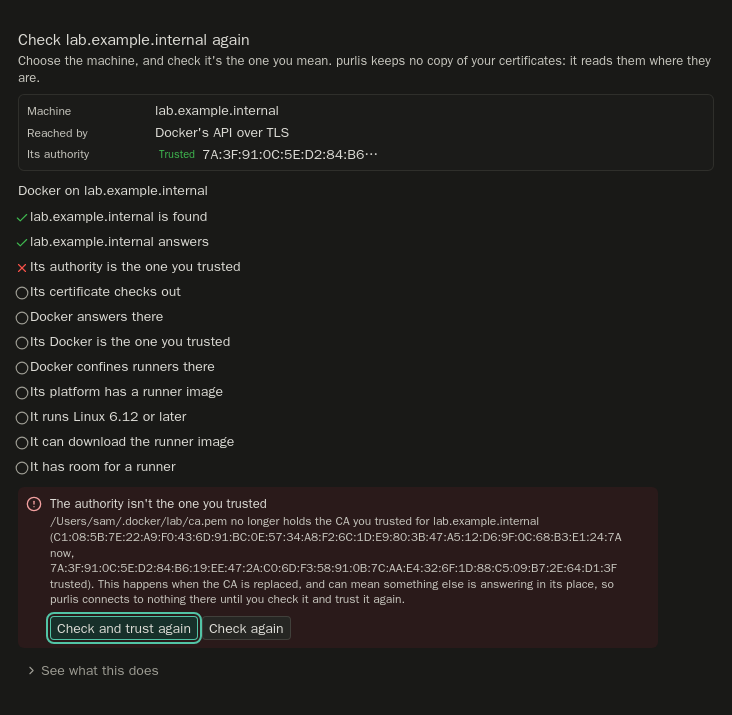 Check lab.example.internal again
Choose the machine, and check it's the one you mean. purlis keeps no copy of your certificates: it reads them where they
are.
Machine lab.example.internal
Reached by Docker's API over TLS
Its authority Trusted 7A:3F:91:0C:5E:D2:84:B6···
Docker on lab.example.internal
lab.example.internal is found
lab.example.internal answers
Its authority is the one you trusted
Its certificate checks out
Docker answers there
Its Docker is the one you trusted
Docker confines runners there
Its platform has a runner image
It runs Linux 6.12 or later
It can download the runner image
It has room for a runner
The authority isn't the one you trusted
/Users/sam/.docker/lab/ca.pem no longer holds the CA you trusted for lab.example.internal
(C1:08:5B:7E:22:A9:F0:43:6D:91:BC:0E:57:34:A8:F2:6C:1D:E9:80:3B:47:A5:12:D6:9F:0C:68:B3:E1:24:7A
now,
7A:3F:91:0C:5E:D2:84:B6:19:EE:47:2A:C0:6D:F3:58:91:0B:7C:AA:E4:32:6F:1D:88:C5:09:B7:2E:64:D1:3F
trusted). This happens when the CA is replaced, and can mean something else is answering in its place, so
purlis connects to nothing there until you check it and trust it again.
Check and trust again Check again
See what this does